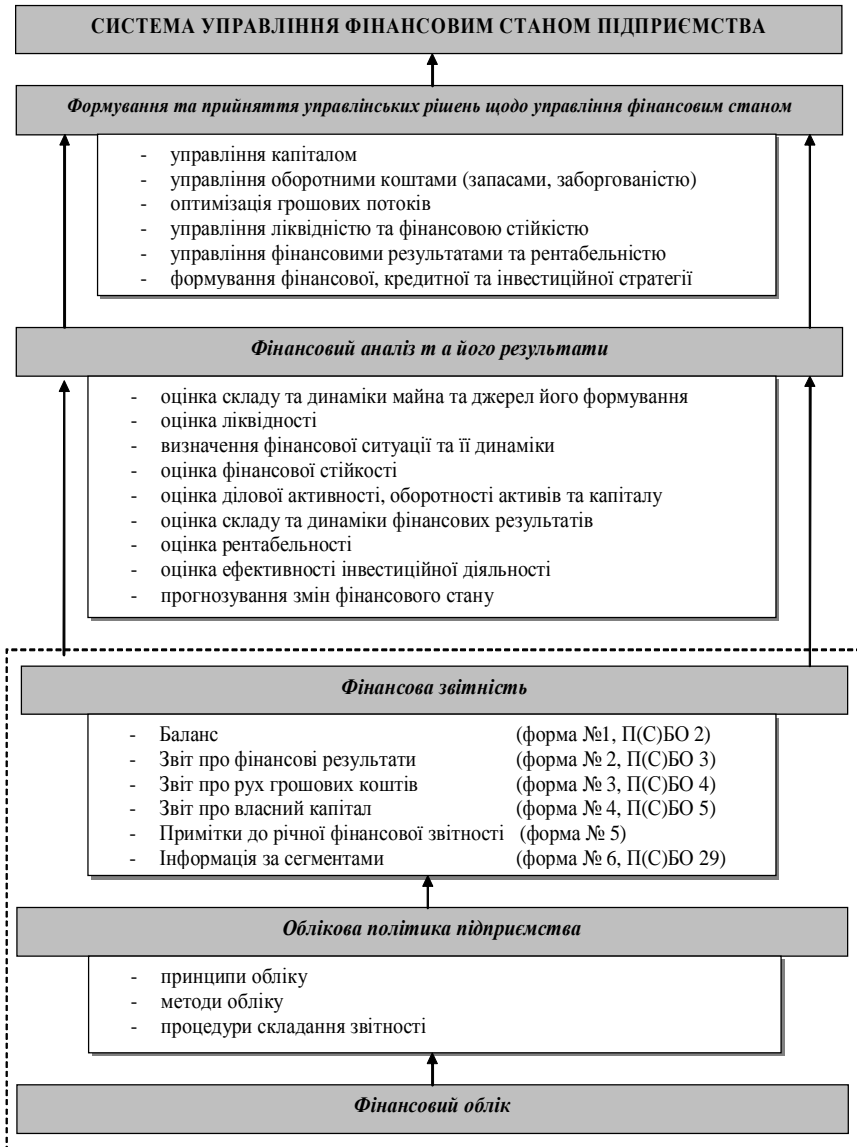 СИСТЕМА УПРАВЛІННЯ ФІНАНСОВИМ СТАНОМ ПІДПРИЄМСТВА
Формування та прийняття управлінських рішень щодо управління фінансовим станом
- управління капіталом
- управління оборотними коштами (запасами, заборгованістю)
- оптимізація грошових потоків
- управління ліквідністю та фінансовою стійкістю
- управління фінансовими результатами та рентабельністю
- формування фінансової, кредитної та інвестиційної стратегії
Фінансовий аналіз т а його результати
- оцінка складу та динаміки майна та джерел його формування
- оцінка ліквідності
- визначення фінансової ситуації та її динаміки
- оцінка фінансової стійкості
- оцінка ділової активності, оборотності активів та капіталу
- оцінка складу та динаміки фінансових результатів
- оцінка рентабельності
- оцінка ефективності інвестиційної діяльності
- прогнозування змін фінансового стану
Фінансова звітність
- Баланс (форма №1, П(С)БО 2)
- Звіт про фінансові результати (форма № 2, П(С)БО 3)
- Звіт про рух грошових коштів (форма № 3, П(С)БО 4)
- Звіт про власний капітал (форма № 4, П(С)БО 5)
- Примітки до річної фінансової звітності (форма № 5)
- Інформація за сегментами (форма № 6, П(С)БО 29)
Облікова політика підприємства
- принципи обліку
- методи обліку
- процедури складання звітності
Фінансовий облік